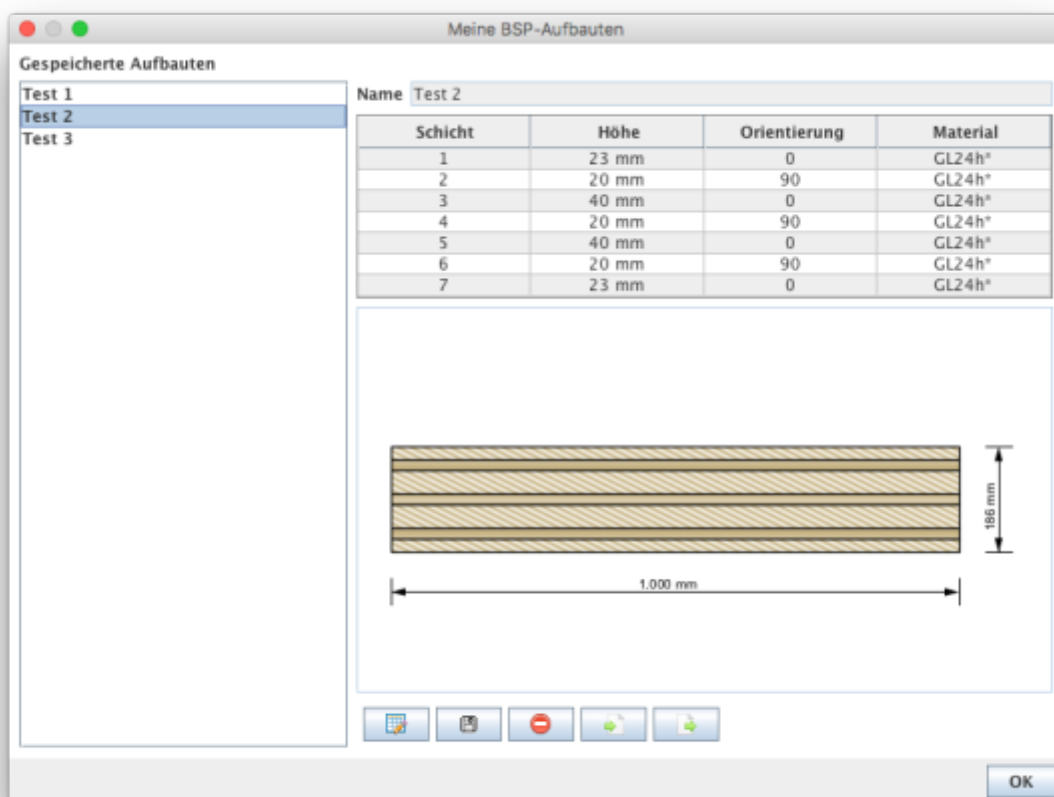 Meine BSP-Aufbauten
Gespeicherte Aufbauten
Test 1
Test 2
Test 3
Name Test 2
Schicht Höhe Orientierung Material
1 23 mm 0 GL24h*
2 20 mm 90 GL24h*
3 40 mm 0 GL24h*
4 20 mm 90 GL24h*
5 40 mm 0 GL24h*
6 20 mm 90 GL24h*
7 23 mm 0 GL24h*
186 mm
1.000 mm
OK